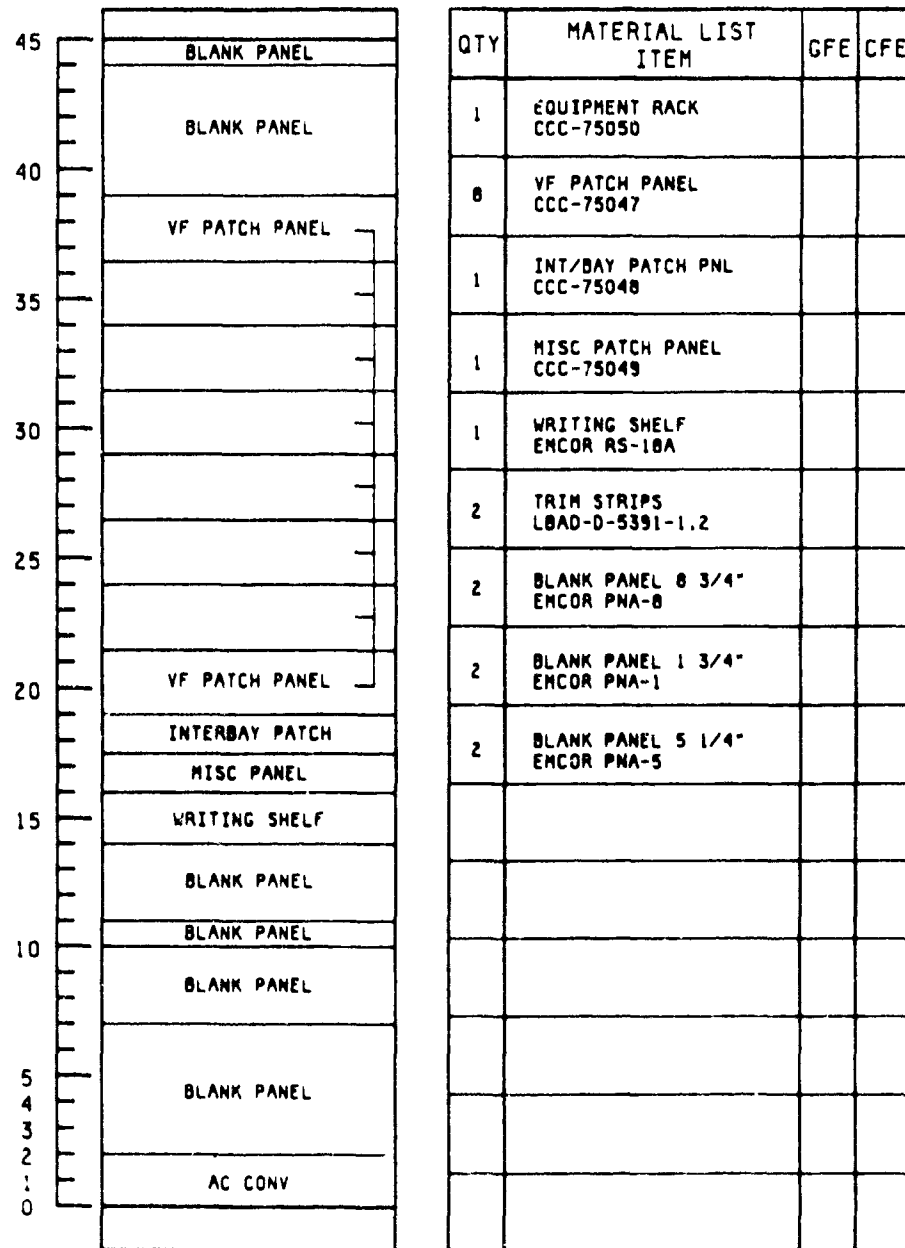 45
40
35
30
25
20
15
10
5
4
3
2
1
0
BLANK PANEL
BLANK PANEL
VF PATCH PANEL
VF PATCH PANEL
INTERBAY PATCH
MISC PANEL
WRITING SHELF
BLANK PANEL
BLANK PANEL
BLANK PANEL
BLANK PANEL
AC CONV
QTY MATERIAL LIST ITEM GFE CFE
1 EQUIPMENT RACK
CCC-75050
8 VF PATCH PANEL
CCC-75047
1 INT/BAY PATCH PNL
CCC-75048
1 MISC PATCH PANEL
CCC-75049
1 WRITING SHELF
EMCOR RS-18A
2 TRIM STRIPS
LBAD-D-5391-1.2
2 BLANK PANEL 8 3/4"
EMCOR PNA-8
2 BLANK PANEL 1 3/4"
EMCOR PNA-1
2 BLANK PANEL 5 1/4"
EMCOR PNA-5